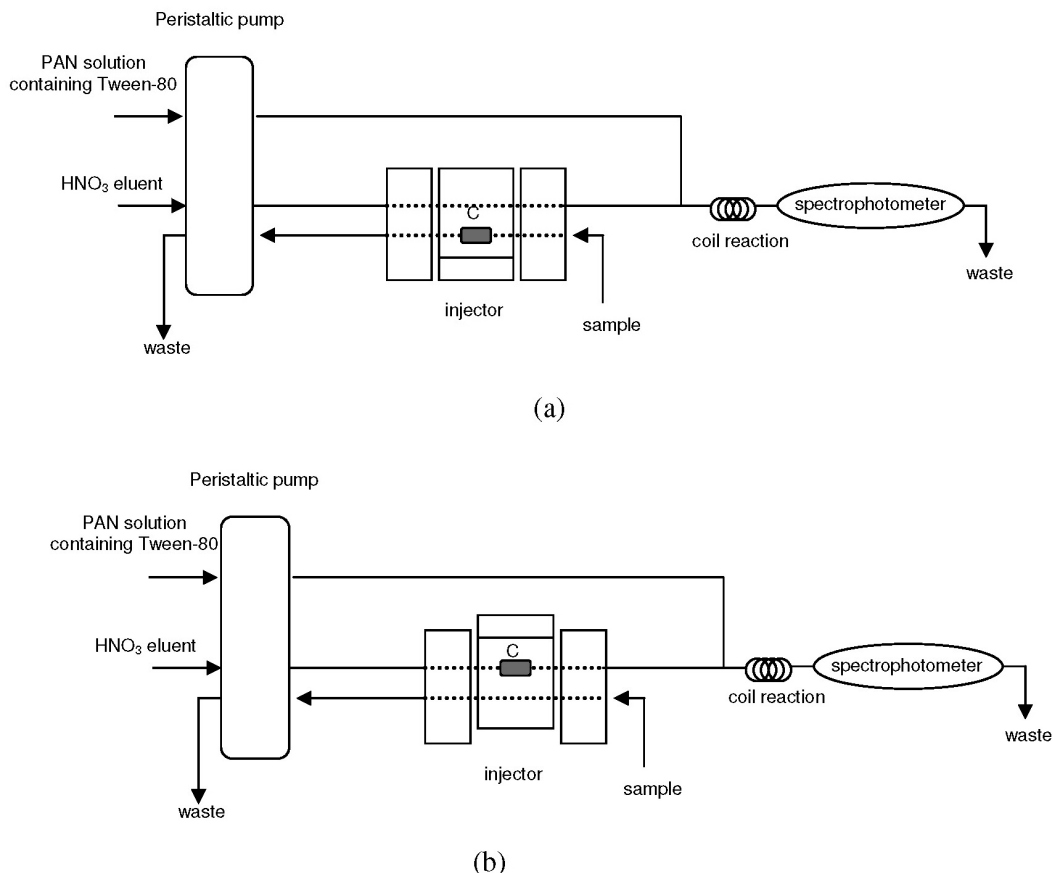 Peristaltic pump
PAN solution
containing Tween-80
HNO₃ eluent
C
spectrophotometer
coil reaction
waste
injector
sample
waste
(a)
Peristaltic pump
PAN solution
containing Tween-80
HNO₃ eluent
C
spectrophotometer
coil reaction
waste
injector
sample
waste
(b)